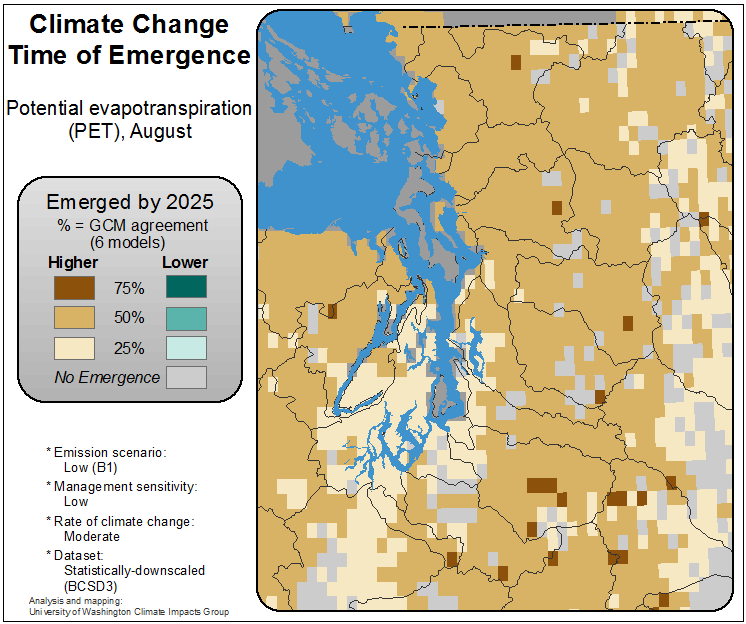 Climate Change
Time of Emergence
Potential evapotranspiration
(PET), August
Emerged by 2025
% = GCM agreement
(6 models)
Higher Lower
75%
50%
25%
No Emergence
* Emission scenario:
Low (B1)
* Management sensitivity:
Low
* Rate of climate change:
Moderate
* Dataset:
Statistically-downscaled
(BCSD3)
Analysis and mapping:
University of Washington Climate Impacts Group